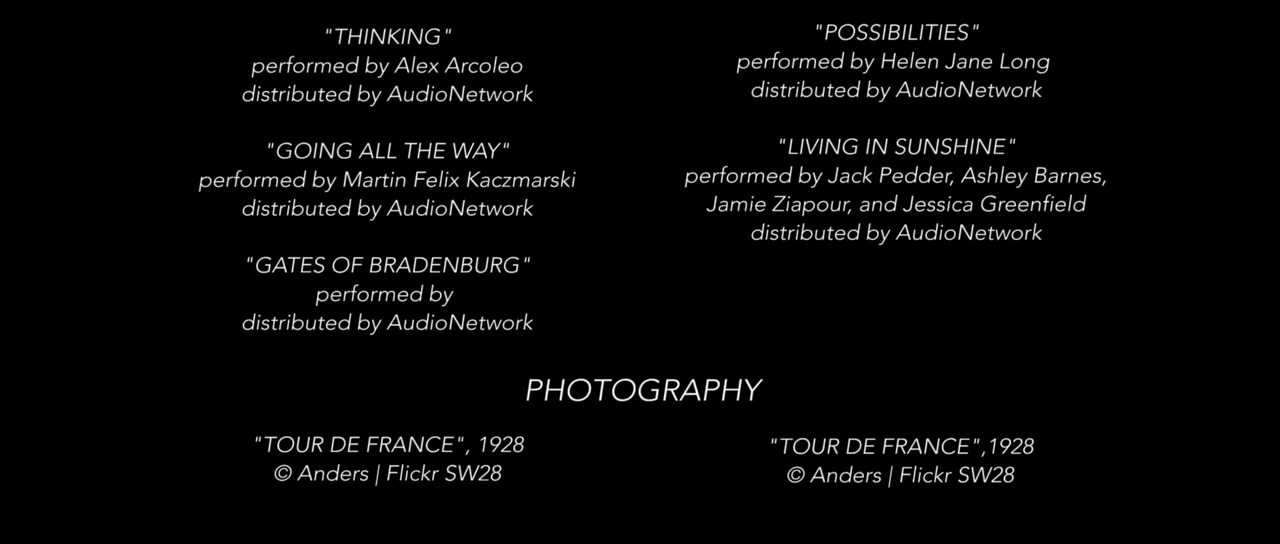 "THINKING"
performed by Alex Arcoleo
distributed by AudioNetwork
"GOING ALL THE WAY"
performed by Martin Felix Kaczmarski
distributed by AudioNetwork
"GATES OF BRADENBURG"
performed by
distributed by AudioNetwork
"POSSIBILITIES"
performed by Helen Jane Long
distributed by AudioNetwork
"LIVING IN SUNSHINE"
performed by Jack Pedder, Ashley Barnes,
Jamie Ziapour, and Jessica Greenfield
distributed by AudioNetwork
PHOTOGRAPHY
"TOUR DE FRANCE", 1928
© Anders | Flickr SW28
"TOUR DE FRANCE",1928
© Anders | Flickr SW28